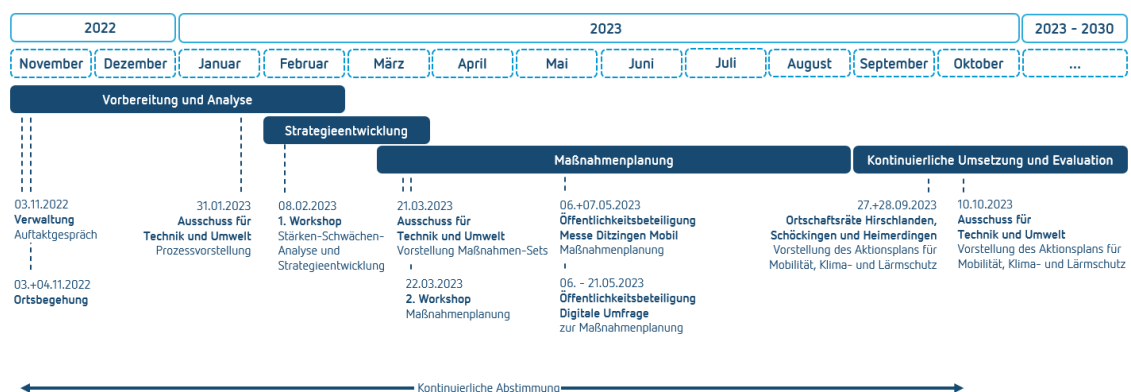 2022
2023
2023 - 2030
November
Dezember
Januar
Februar
März
April
Mai
Juni
Juli
August
September
Oktober
...
Vorbereitung und Analyse
Strategieentwicklung
Maßnahmenplanung
Kontinuierliche Umsetzung und Evaluation
03.11.2022
Verwaltung
Auftaktgespräch
03.+04.11.2022
Ortsbegehung
31.01.2023
Ausschuss für
Technik und Umwelt
Prozessvorstellung
08.02.2023
1. Workshop
Stärken-Schwächen-
Analyse und
Strategieentwicklung
21.03.2023
Ausschuss für
Technik und Umwelt
Vorstellung Maßnahmen-Sets
22.03.2023
2. Workshop
Maßnahmenplanung
06.+07.05.2023
Öffentlichkeitsbeteiligung
Messe Ditzingen Mobil
Maßnahmenplanung
06. - 21.05.2023
Öffentlichkeitsbeteiligung
Digitale Umfrage
zur Maßnahmenplanung
27.+28.09.2023
Ortschaftsräte Hirschlanden,
Schöckingen und Heimerdingen
Vorstellung des Aktionsplans für
Mobilität, Klima- und Lärmschutz
10.10.2023
Ausschuss für
Technik und Umwelt
Vorstellung des Aktionsplans für
Mobilität, Klima- und Lärmschutz
Kontinuierliche Abstimmung